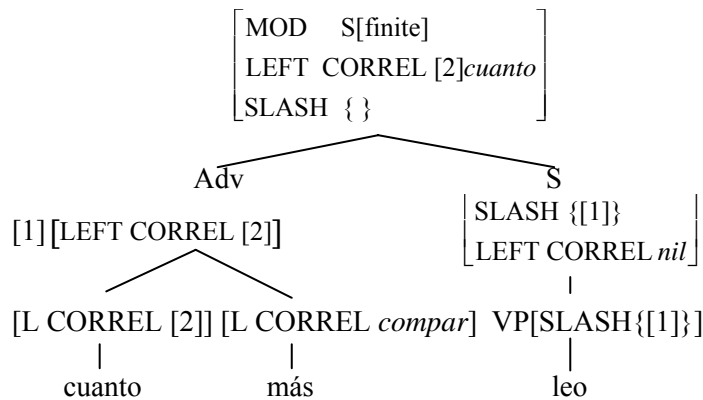 MOD S[finite]
LEFT CORREL [2]cuanto
SLASH { }
Adv S
[1][LEFT CORREL [2]]
SLASH {[1]}
LEFT CORREL nil
[L CORREL [2]] [L CORREL compar] VP[SLASH{[1]}]
cuanto más leo